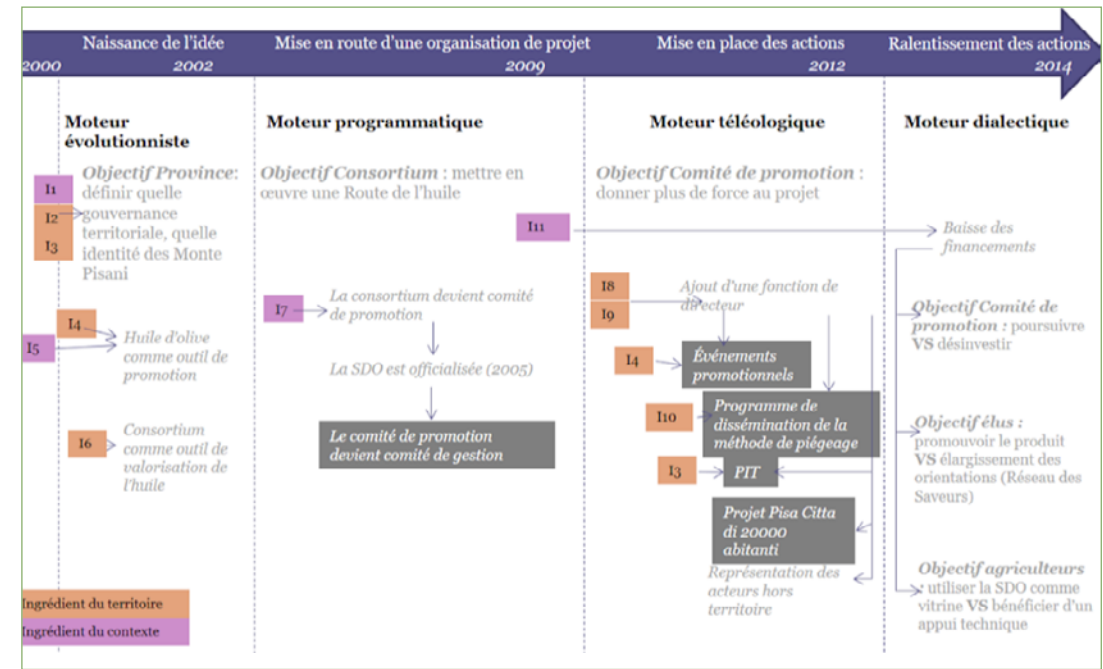 Naissance de l'idée
2000 2002
Mise en route d'une organisation de projet
2009
Mise en place des actions
2012
Ralentissement des actions
2014
Moteur
évolutionniste
Objectif Province:
définir quelle
gouvernance
territoriale, quelle
identité des Monte
Pisani
I1
I2
I3
I4
I5
Huile d'olive
comme outil de
promotion
I6
Consortium
comme outil de
valorisation de
l'huile
Ingrédient du territoire
Ingrédient du contexte
Moteur programmatique
Objectif Consortium : mettre en
œuvre une Route de l'huile
I11
I7
La consortium devient comité
de promotion
La SDO est officialisée (2005)
Le comité de promotion
devient comité de gestion
Moteur téléologique
Objectif Comité de promotion :
donner plus de force au projet
I8
I9
Ajout d'une fonction de
directeur
I4
Événements
promotionnels
I10
Programme de
dissémination de la
méthode de piégeage
I3
PIT
Projet Pisa Citta
di 20000
abitanti
Représentation des
acteurs hors
territoire
Moteur dialectique
Baisse des
financements
Objectif Comité de
promotion : poursuivre
VS désinvestir
Objectif élus :
promouvoir le produit
VS élargissement des
orientations (Réseau des
Saveurs)
Objectif agriculteurs
: utiliser la SDO comme
vitrine VS bénéficier d'un
appui technique